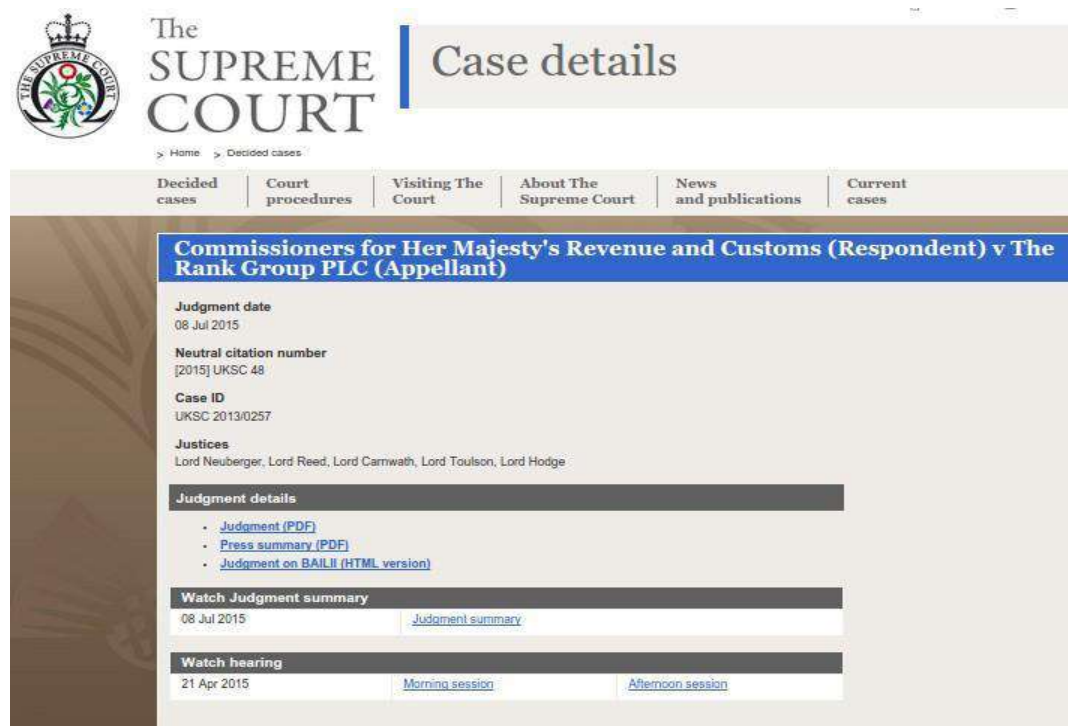 THE SUPREME COURT
The
SUPREME
COURT
Case details
> Home > Decided cases
Decided cases
Court procedures
Visiting The Court
About The Supreme Court
News and publications
Current cases
Commissioners for Her Majesty's Revenue and Customs (Respondent) v The
Rank Group PLC (Appellant)
Judgment date
08 Jul 2015
Neutral citation number
[2015] UKSC 48
Case ID
UKSC 2013/0257
Justices
Lord Neuberger, Lord Reed, Lord Carnwath, Lord Toulson, Lord Hodge
Judgment details
• Judgment (PDF)
• Press summary (PDF)
• Judgment on BAILII (HTML version)
Watch Judgment summary
08 Jul 2015 Judgment summary
Watch hearing
21 Apr 2015 Morning session Afternoon session